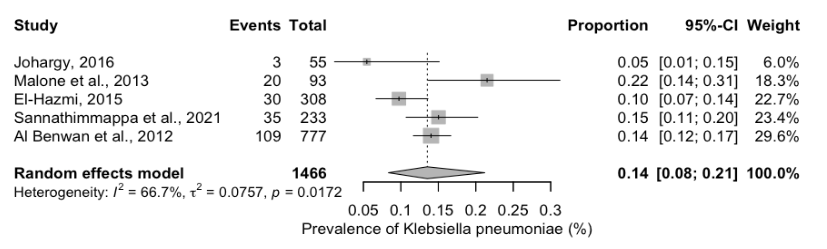 Study Events Total Proportion 95%-CI Weight
Johargy, 2016 3 55 0.05 [0.01; 0.15] 6.0%
Malone et al., 2013 20 93 0.22 [0.14; 0.31] 18.3%
El-Hazmi, 2015 30 308 0.10 [0.07; 0.14] 22.7%
Sannathimmappa et al., 2021 35 233 0.15 [0.11; 0.20] 23.4%
Al Benwan et al., 2012 109 777 0.14 [0.12; 0.17] 29.6%
Random effects model 1466 0.14 [0.08; 0.21] 100.0%
Heterogeneity: I² = 66.7%, τ² = 0.0757, p = 0.0172
0.05 0.1 0.15 0.2 0.25 0.3
Prevalence of Klebsiella pneumoniae (%)